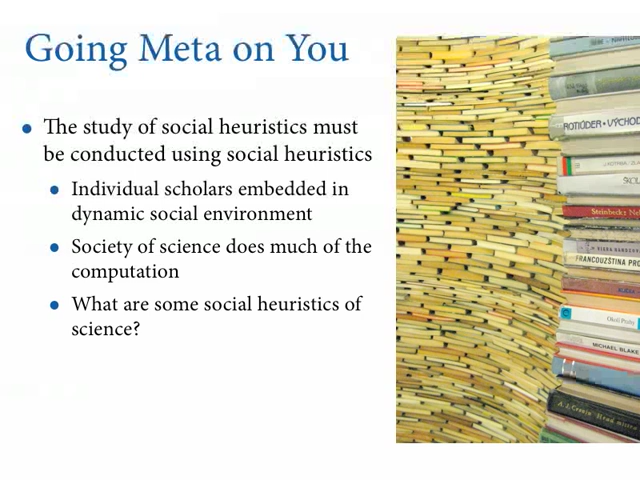 Going Meta on You
• The study of social heuristics must
be conducted using social heuristics
• Individual scholars embedded in
dynamic social environment
• Society of science does much of the
computation
• What are some social heuristics of
science?
FRANCOUZŠTINA PRO
MICHAEL BLAKE